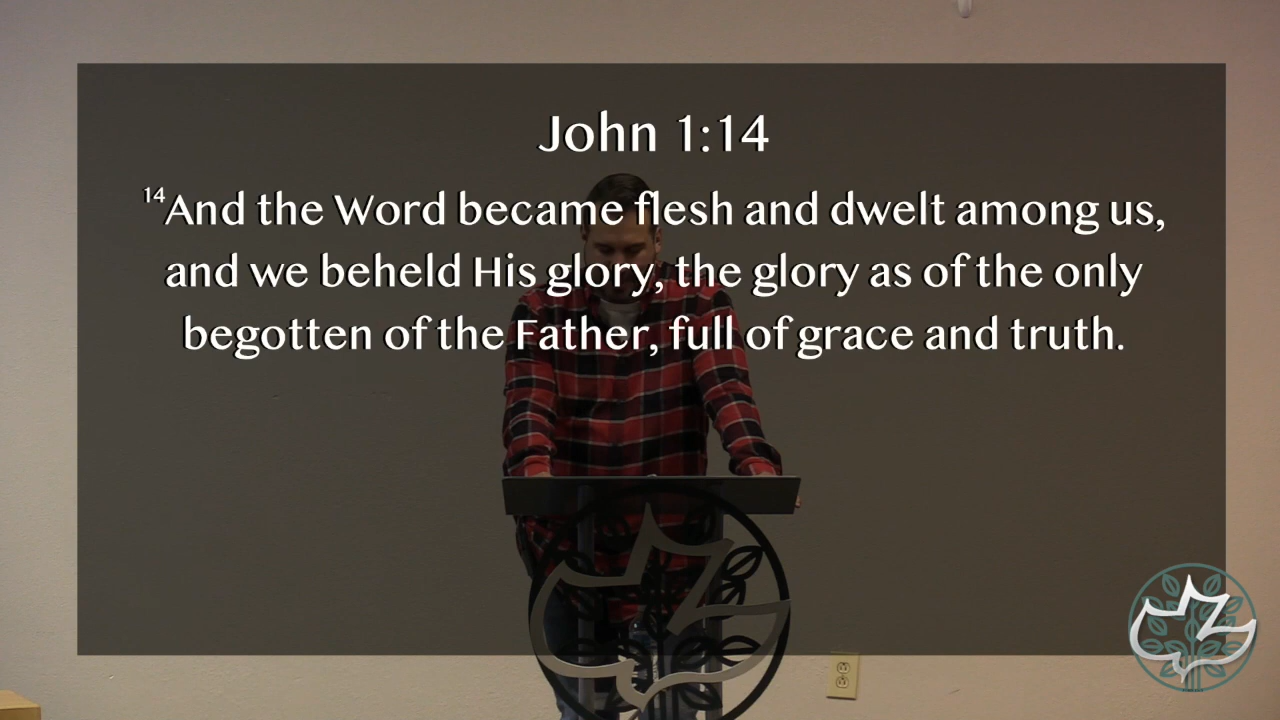 John 1:14
14And the Word became flesh and dwelt among us,
and we beheld His glory, the glory as of the only
begotten of the Father, full of grace and truth.